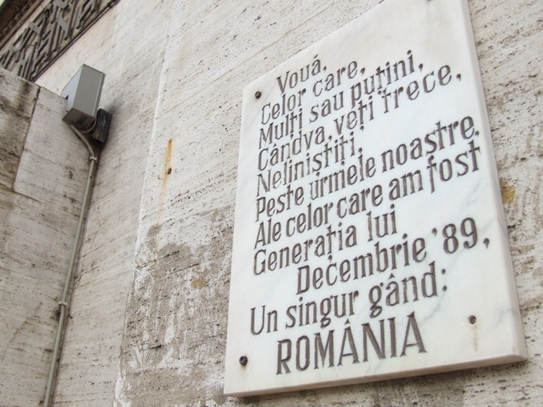 Vouă,
Celor care,
Mulți sau puțini,
Cândva, veți trece,
Neliniștiți,
Peste urmele noastre,
Ale celor care am fost
Generația lui
Decembrie '89,
Un singur gând:
ROMÂNIA